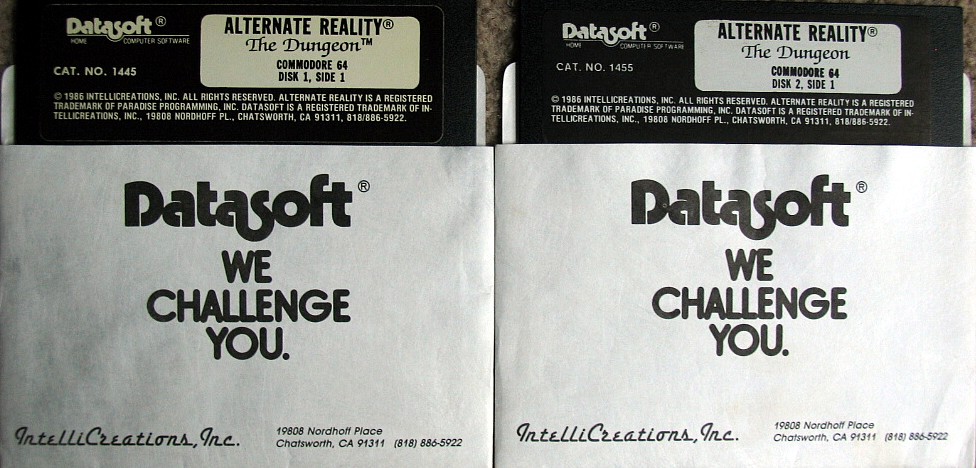 Datasoft®
HOME COMPUTER SOFTWARE
CAT. NO. 1445
ALTERNATE REALITY®
The Dungeon™
COMMODORE 64
DISK 1, SIDE 1
© 1986 INTELLICREATIONS, INC. ALL RIGHTS RESERVED. ALTERNATE REALITY IS A REGISTERED
TRADEMARK OF PARADISE PROGRAMMING, INC. DATASOFT IS A REGISTERED TRADEMARK OF IN-
TELLICREATIONS, INC., 19808 NORDHOFF PL., CHATSWORTH, CA 91311, 818/886-5922.
Datasoft®
WE
CHALLENGE
YOU.
IntelliCreations, Inc.
19808 Nordhoff Place
Chatsworth, CA 91311 (818) 886-5922
Datasoft®
HOME COMPUTER SOFTWARE
CAT. NO. 1455
ALTERNATE REALITY®
The Dungeon
COMMODORE 64
DISK 2, SIDE 1
© 1986 INTELLICREATIONS, INC. ALL RIGHTS RESERVED. ALTERNATE REALITY IS A REGISTERED
TRADEMARK OF PARADISE PROGRAMMING, INC. DATASOFT IS A REGISTERED TRADEMARK OF IN-
TELLICREATIONS, INC., 19808 NORDHOFF PL., CHATSWORTH, CA 91311, 818/886-5922.
Datasoft®
WE
CHALLENGE
YOU.
IntelliCreations, Inc.
19808 Nordhoff Place
Chatsworth, CA 91311 (818) 886-5922